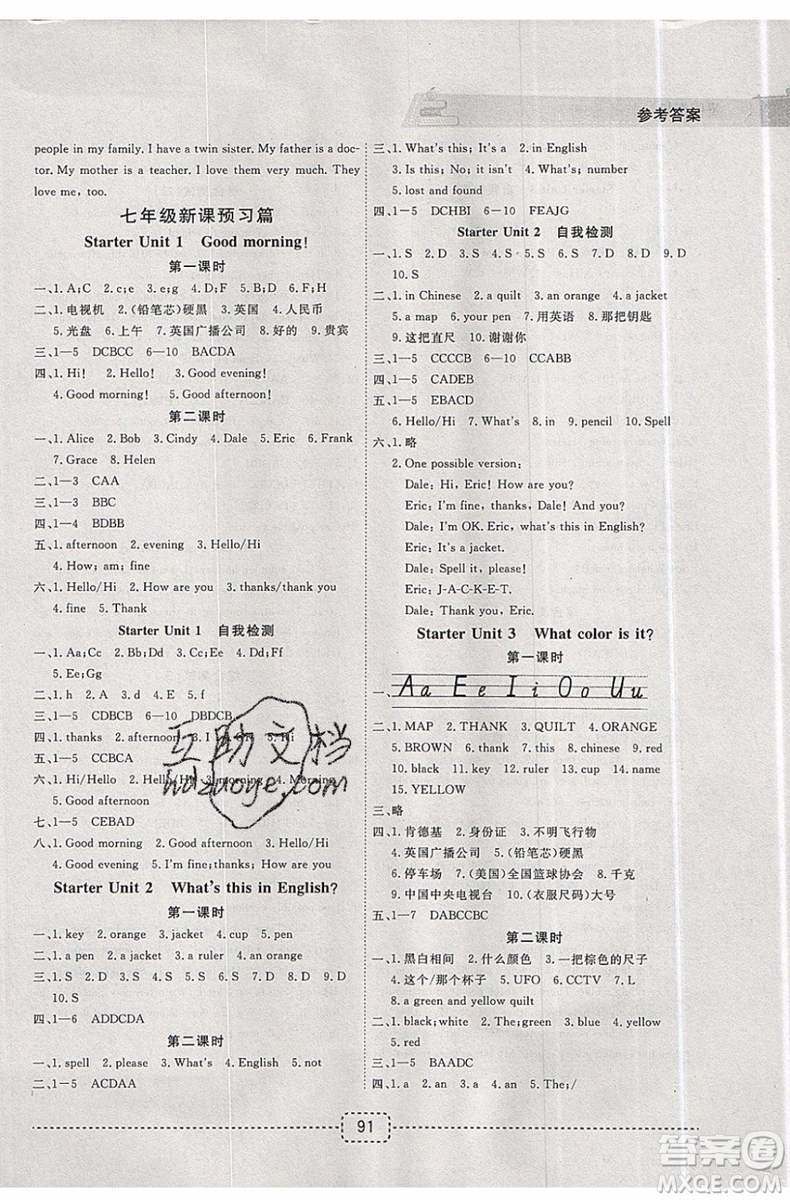 参考答案
people in my family. I have a twin sister. My father is a doc-
tor. My mother is a teacher. I love them very much. They
love me, too.
七年级新课预习篇
Starter Unit 1 Good morning!
第一课时
一、1. A;C 2. c;e 3. e;g 4. D;F 5. G;B 6. D;E
二、1. 电视机 2. (铅笔芯)硬黑 3. 英国 4. 人民币
5. 光盘 6. 上午 7. 英国广播公司 8. 好的 9. 贵宾
三、1—5 DCBCC 6—10 BACDA
四、1. Hi! 2. Hello! 3. Good evening!
4. Good morning! 5. Good afternoon!
第二课时
一、1. Alice 2. Bob 3. Cindy 4. Dale 5. Eric 6. Frank
7. Grace 8. Helen
二、1—3 CAA
三、1—3 BBC
四、1—4 BDBB
五、1. afternoon 2. evening 3. Hello/Hi
4. How; am; fine
六、1. Hello/Hi 2. How are you 3. thanks/thank you
4. fine 5. Thank
Starter Unit 1 自我检测
一、1. Aa;Cc 2. Bb;Cc 3. Bb;Dd 4. Dd;Ff
5. Ee;Gg
二、1. H 2. b 3. G 4. E 5. f
三、1—5 CDBCB 6—10 DBDCB
四、1. thanks 2. afternoon 3. I 4. Hi
五、1—5 CCBCA
六、1. Hi/Hello 2. Hello/Hi 3. morning 4. Morning
5. Good afternoon
七、1—5 CEBAD
八、1. Good morning 2. Good afternoon 3. Hi/Hello
4. Good evening 5. I'm fine;thanks; How are you
Starter Unit 2 What's this in English?
第一课时
一、1. key 2. orange 3. jacket 4. cup 5. pen
二、1. a pen 2. a jacket 3. a ruler 4. an orange
三、1. S 2. D 3. D 4. S 5. D 6. S 7. D 8. D 9. D
10. S
四、1—6 ADDCDA
第二课时
一、1. spell 2. please 3. What's 4. English 5. not
二、1—5 ACDAA
三、1. What's this; It's a 2. in English
3. Is this; No; it isn't 4. What's; number
5. lost and found
四、1—5 DCHBI 6—10 FEAJG
Starter Unit 2 自我检测
一、1. S 2. D 3. S 4. D 5. S 6. D 7. S 8. D 9. D
10. S
二、1. in Chinese 2. a quilt 3. an orange 4. a jacket
5. a map 6. your pen 7. 用英语 8. 那把钥匙
9. 这把直尺 10. 谢谢你
三、1—5 CCCCB 6—10 CCABB
四、1—5 CADEB
五、1—5 EBACD
6. Hello/Hi 7. What's 8. in 9. pencil 10. Spell
六、1. 略
2. One possible version:
Dale: Hi, Eric! How are you?
Eric: I'm fine, thanks, Dale! And you?
Dale: I'm OK. Eric, what's this in English?
Eric: It's a jacket.
Dale: Spell it, please.
Eric: J-A-C-K-E-T.
Dale: Thank you, Eric.
Starter Unit 3 What color is it?
第一课时
一、Aa Ee Ii Oo Uu
二、1. MAP 2. THANK 3. QUILT 4. ORANGE
5. BROWN 6. thank 7. this 8. chinese 9. red
10. map 11. quilt 12. orange 13. brown 14. red
15. YELLOW
三、略
四、1. 肯德基 2. 身份证 3. 不明飞行物
4. 英国广播公司 5. (铅笔芯)硬黑
6. 停车场 7. (美国)全国篮球协会 8. 千克
9. 中国中央电视台 10. (衣服尺码)大号
五、1—7 DABCCBC
第二课时
一、1. 黑白相间 2. 什么颜色 3. 一把棕色的尺子
4. 这个/那个杯子 5. UFO 6. CCTV 7. L
8. a green and yellow quilt
二、1. black;white 2. The;green 3. blue 4. yellow
5. red
三、1—5 BAADC
四、1. a 2. an 3. a 4. The;/
91
互助文档
huzuoye.com
答案圈
MXQE.COM